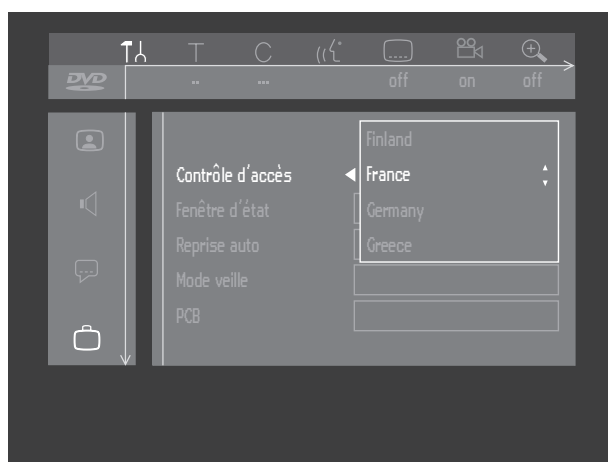 T C
DVD
-- --- off on off
Finland
Contrôle d'accès France
Fenêtre d'état Germany
Reprise auto Greece
Mode veille
PCB